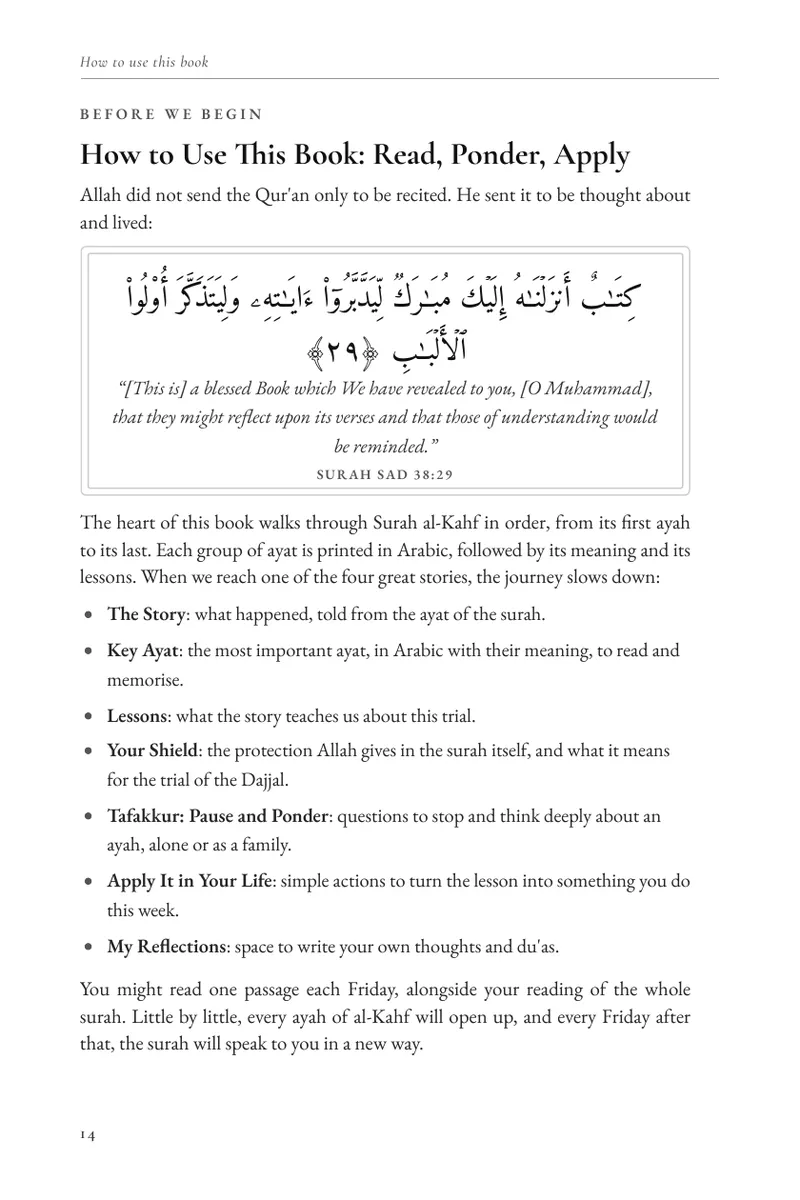 How to use this book
BEFORE WE BEGIN
How to Use This Book: Read, Ponder, Apply
Allah did not send the Qur'an only to be recited. He sent it to be thought about
and lived:
كِتَـٰبٌ أَنزَلْنَـٰهُ إِلَيْكَ مُبَـٰرَكٌ لِّيَدَّبَّرُوٓا۟ ءَايَـٰتِهِۦ وَلِيَتَذَكَّرَ أُو۟لُوا۟
ٱلْأَلْبَـٰبِ ﴿٢٩﴾
“[This is] a blessed Book which We have revealed to you, [O Muhammad],
that they might reflect upon its verses and that those of understanding would
be reminded.”
SURAH SAD 38:29
The heart of this book walks through Surah al-Kahf in order, from its first ayah
to its last. Each group of ayat is printed in Arabic, followed by its meaning and its
lessons. When we reach one of the four great stories, the journey slows down:
• The Story: what happened, told from the ayat of the surah.
• Key Ayat: the most important ayat, in Arabic with their meaning, to read and
memorise.
• Lessons: what the story teaches us about this trial.
• Your Shield: the protection Allah gives in the surah itself, and what it means
for the trial of the Dajjal.
• Tafakkur: Pause and Ponder: questions to stop and think deeply about an
ayah, alone or as a family.
• Apply It in Your Life: simple actions to turn the lesson into something you do
this week.
• My Reflections: space to write your own thoughts and du'as.
You might read one passage each Friday, alongside your reading of the whole
surah. Little by little, every ayah of al-Kahf will open up, and every Friday after
that, the surah will speak to you in a new way.
14